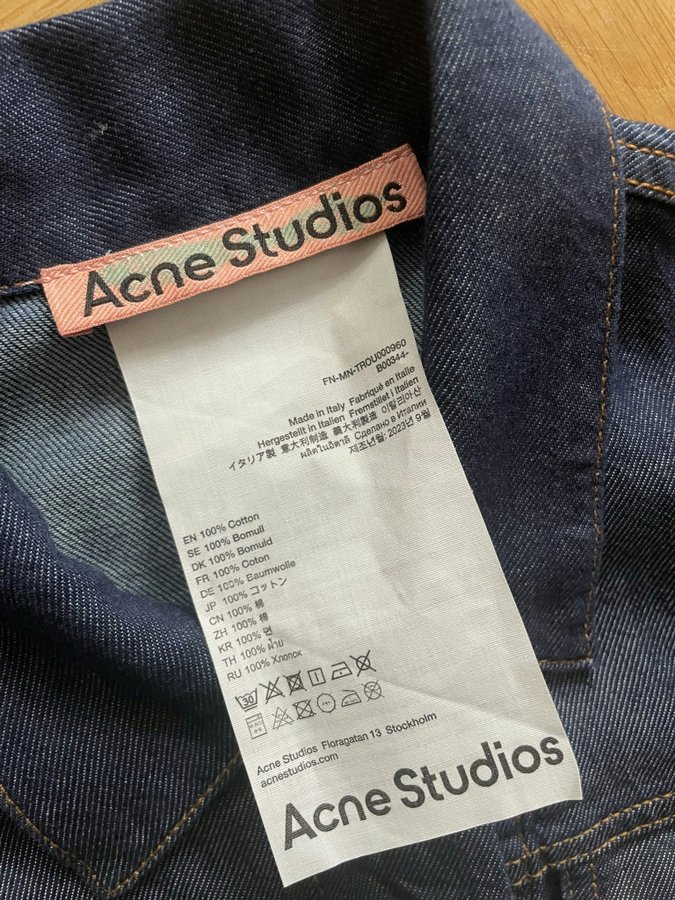 Acne Studios
FN-MN-TROU000960
B00344-
Made in Italy Fabriqué en Italie
Hergestellt in Italien Fremstillet i Italien
イタリア製 意大利制造 義大利製造 이탈리아산
ผลิตในอิตาลี Сделано в Италии
제조년월: 2023년 9월
EN 100% Cotton
SE 100% Bomull
DK 100% Bomuld
FR 100% Coton
DE 100% Baumwolle
JP 100% コットン
CN 100% 棉
ZH 100% 棉
KR 100% 면
TH 100% ฝ้าย
RU 100% Хлопок
30
Acne Studios Floragatan 13 Stockholm
acnestudios.com
Acne Studios